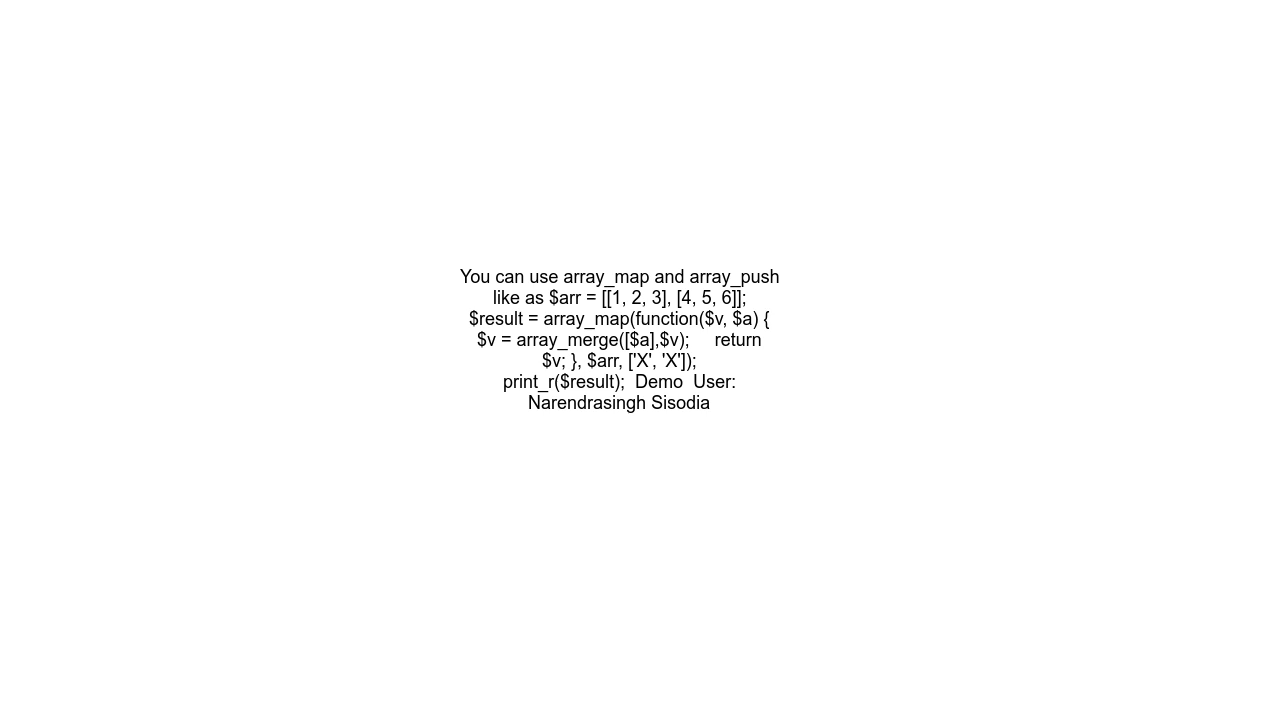 You can use array_map and array_push
like as $arr = [[1, 2, 3], [4, 5, 6]];
$result = array_map(function($v, $a) {
$v = array_merge([$a],$v);     return
$v; }, $arr, ['X', 'X']);
print_r($result);  Demo  User:
Narendrasingh Sisodia